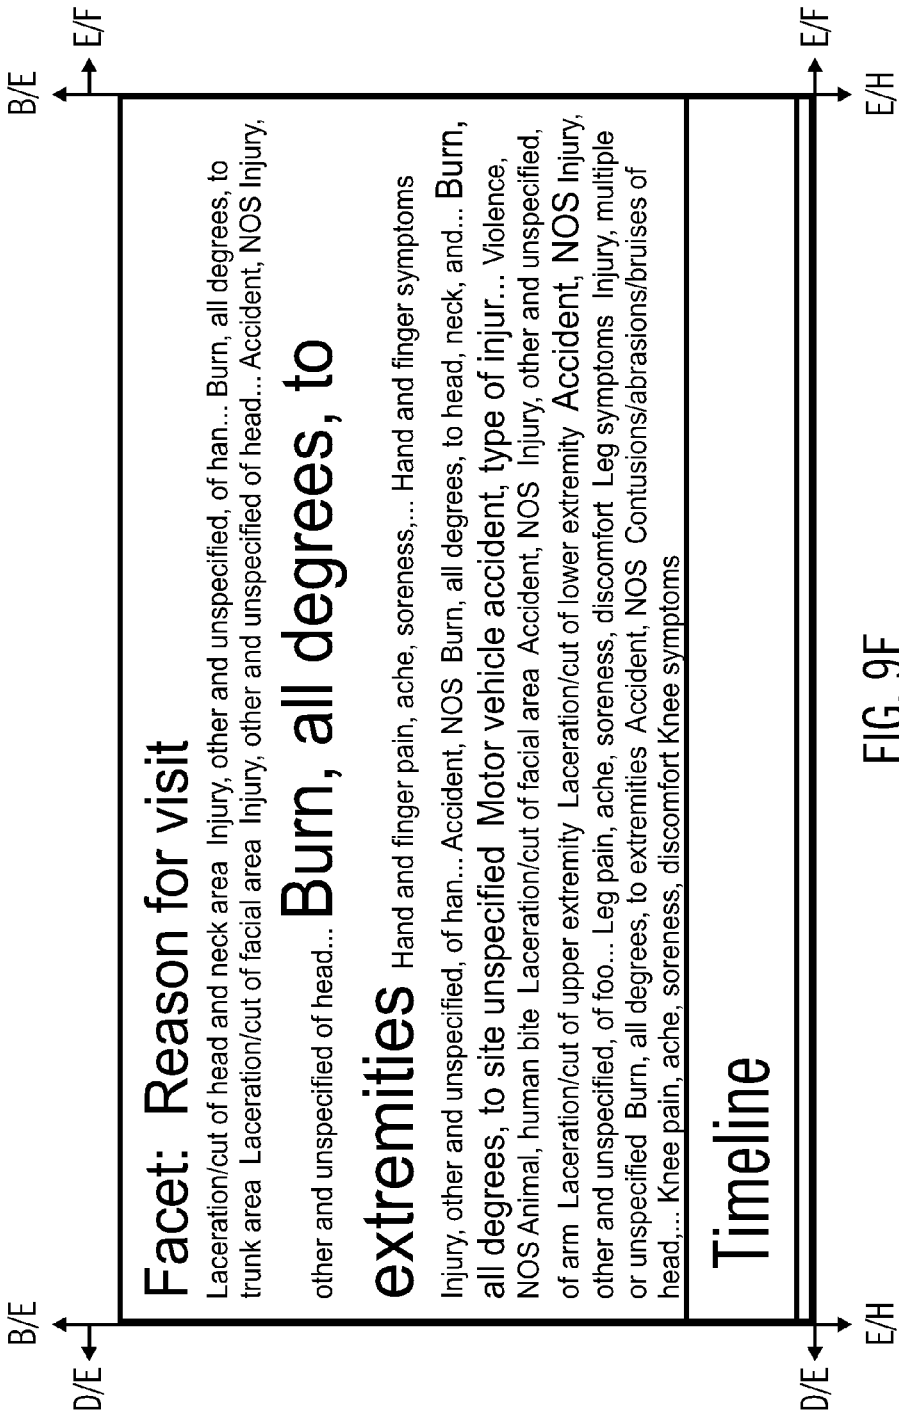 B/E
B/E
D/E
E/F
Facet: Reason for visit
Laceration/cut of head and neck area Injury, other and unspecified, of han... Burn, all degrees, to
trunk area Laceration/cut of facial area Injury, other and unspecified of head... Accident, NOS Injury,
other and unspecified of head... Burn, all degrees, to
extremities Hand and finger pain, ache, soreness,... Hand and finger symptoms
Injury, other and unspecified, of han... Accident, NOS Burn, all degrees, to head, neck, and... Burn,
all degrees, to site unspecified Motor vehicle accident, type of injur... Violence,
NOS Animal, human bite Laceration/cut of facial area Accident, NOS Injury, other and unspecified,
of arm Laceration/cut of upper extremity Laceration/cut of lower extremity Accident, NOS Injury,
other and unspecified, of foo... Leg pain, ache, soreness, discomfort Leg symptoms Injury, multiple
or unspecified Burn, all degrees, to extremities Accident, NOS Contusions/abrasions/bruises of
head,... Knee pain, ache, soreness, discomfort Knee symptoms
Timeline
D/E
E/F
E/H
E/H